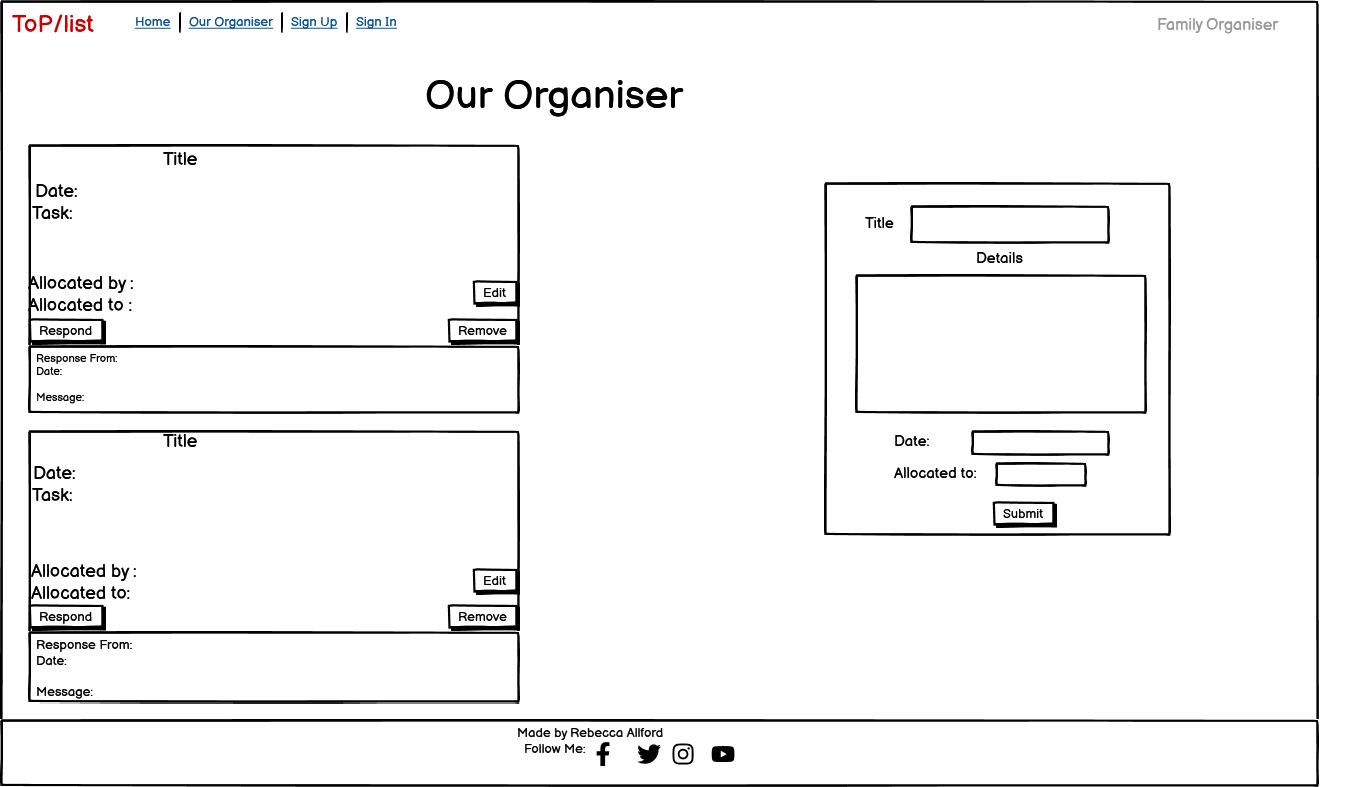 ToP/list
Home | Our Organiser | Sign Up | Sign In
Family Organiser
Our Organiser
Title
Date:
Task:
Allocated by :
Allocated to :
Edit
Respond
Remove
Response From:
Date:
Message:
Title
Date:
Task:
Allocated by :
Allocated to:
Edit
Respond
Remove
Response From:
Date:
Message:
Title
Details
Date:
Allocated to:
Submit
Made by Rebecca Allford
Follow Me: